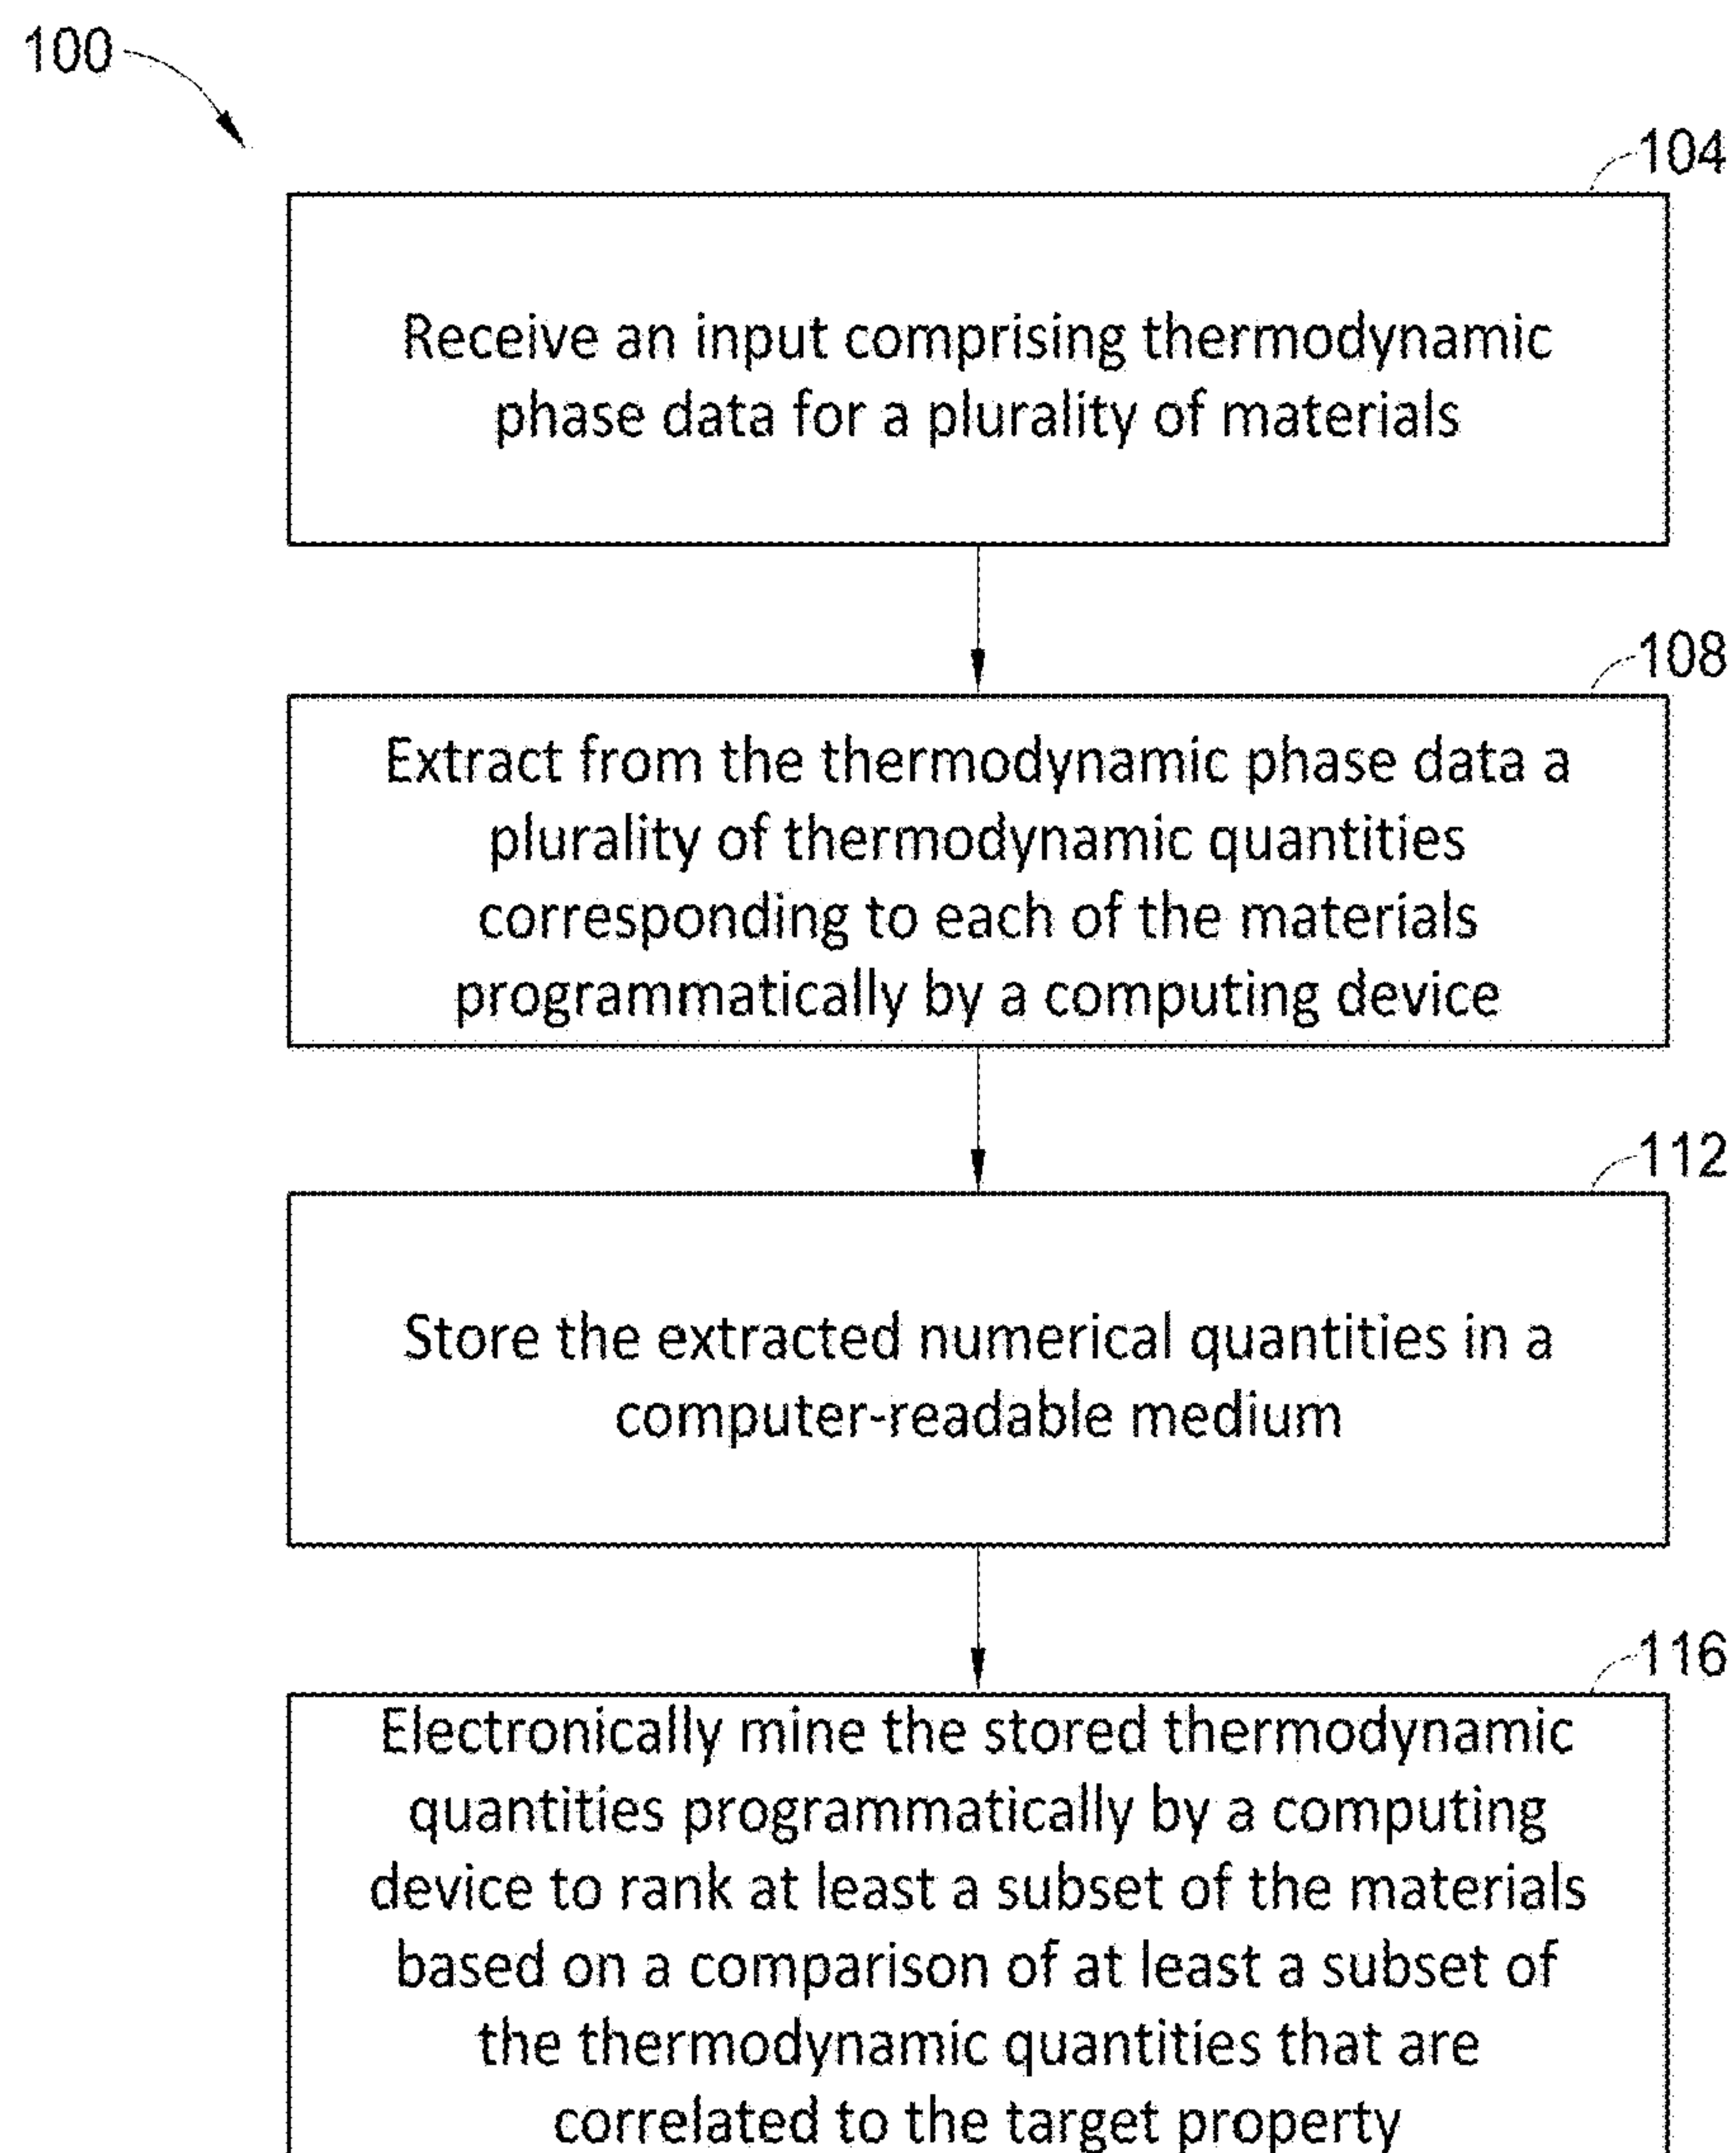 100
104
Receive an input comprising thermodynamic
phase data for a plurality of materials
108
Extract from the thermodynamic phase data a
plurality of thermodynamic quantities
corresponding to each of the materials
programmatically by a computing device
112
Store the extracted numerical quantities in a
computer-readable medium
116
Electronically mine the stored thermodynamic
quantities programmatically by a computing
device to rank at least a subset of the materials
based on a comparison of at least a subset of
the thermodynamic quantities that are
correlated to the target property